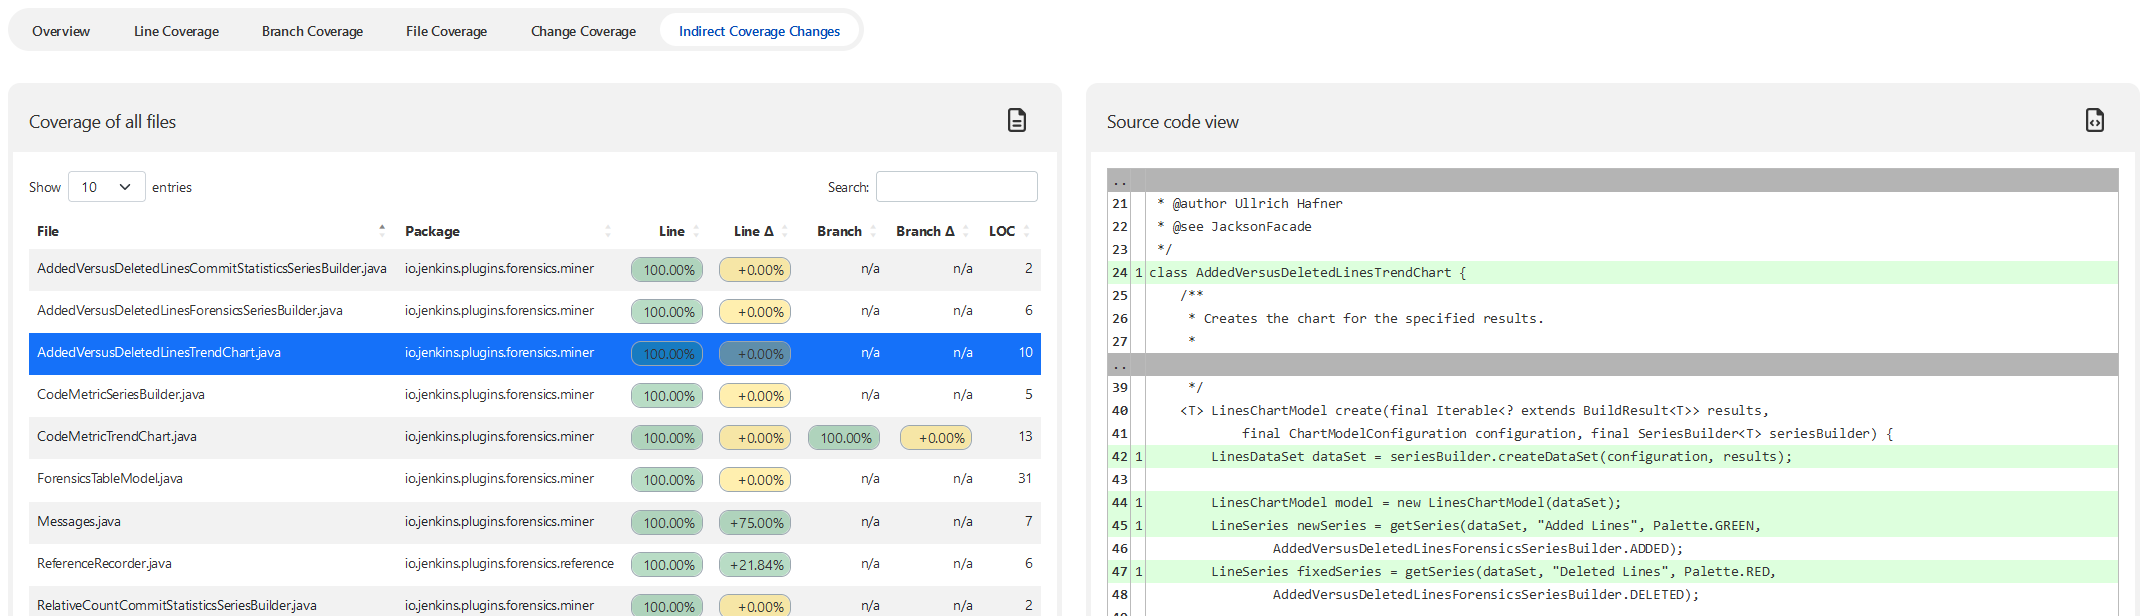 Overview Line Coverage Branch Coverage File Coverage Change Coverage Indirect Coverage Changes
Coverage of all files
Show 10 entries Search:
File Package Line Line Δ Branch Branch Δ LOC
AddedVersusDeletedLinesCommitStatisticsSeriesBuilder.java io.jenkins.plugins.forensics.miner 100.00% +0.00% n/a n/a 2
AddedVersusDeletedLinesForensicsSeriesBuilder.java io.jenkins.plugins.forensics.miner 100.00% +0.00% n/a n/a 6
AddedVersusDeletedLinesTrendChart.java io.jenkins.plugins.forensics.miner 100.00% +0.00% n/a n/a 10
CodeMetricSeriesBuilder.java io.jenkins.plugins.forensics.miner 100.00% +0.00% n/a n/a 5
CodeMetricTrendChart.java io.jenkins.plugins.forensics.miner 100.00% +0.00% 100.00% +0.00% 13
ForensicsTableModel.java io.jenkins.plugins.forensics.miner 100.00% +0.00% n/a n/a 31
Messages.java io.jenkins.plugins.forensics.miner 100.00% +75.00% n/a n/a 7
ReferenceRecorder.java io.jenkins.plugins.forensics.reference 100.00% +21.84% n/a n/a 6
RelativeCountCommitStatisticsSeriesBuilder.java io.jenkins.plugins.forensics.miner 100.00% +0.00% n/a n/a 2
Source code view
..
21 * @author Ullrich Hafner
22 * @see JacksonFacade
23 */
24 1 class AddedVersusDeletedLinesTrendChart {
25 /**
26 * Creates the chart for the specified results.
27 *
..
39 */
40 <T> LinesChartModel create(final Iterable<? extends BuildResult<T>> results,
41 final ChartModelConfiguration configuration, final SeriesBuilder<T> seriesBuilder) {
42 1 LinesDataSet dataSet = seriesBuilder.createDataSet(configuration, results);
43
44 1 LinesChartModel model = new LinesChartModel(dataSet);
45 1 LineSeries newSeries = getSeries(dataSet, "Added Lines", Palette.GREEN,
46 AddedVersusDeletedLinesForensicsSeriesBuilder.ADDED);
47 1 LineSeries fixedSeries = getSeries(dataSet, "Deleted Lines", Palette.RED,
48 AddedVersusDeletedLinesForensicsSeriesBuilder.DELETED);